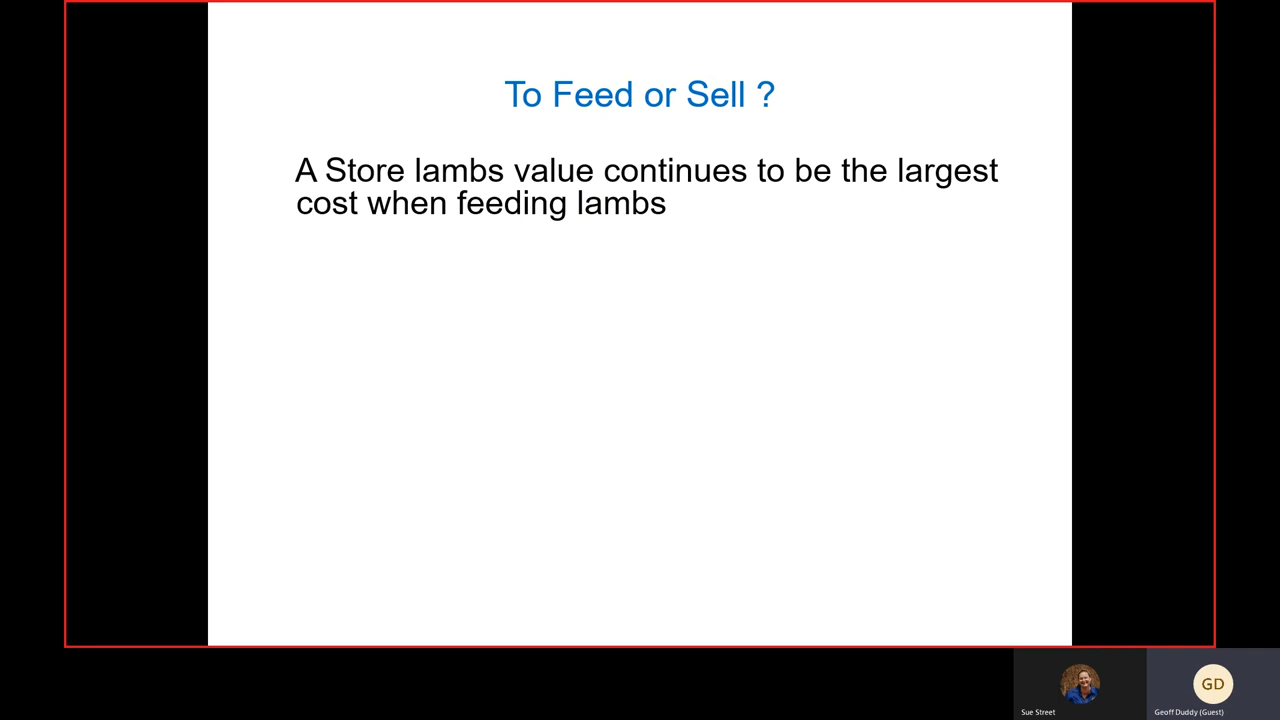 To Feed or Sell ?
A Store lambs value continues to be the largest
cost when feeding lambs
GD
Sue Street
Geoff Duddy (Guest)